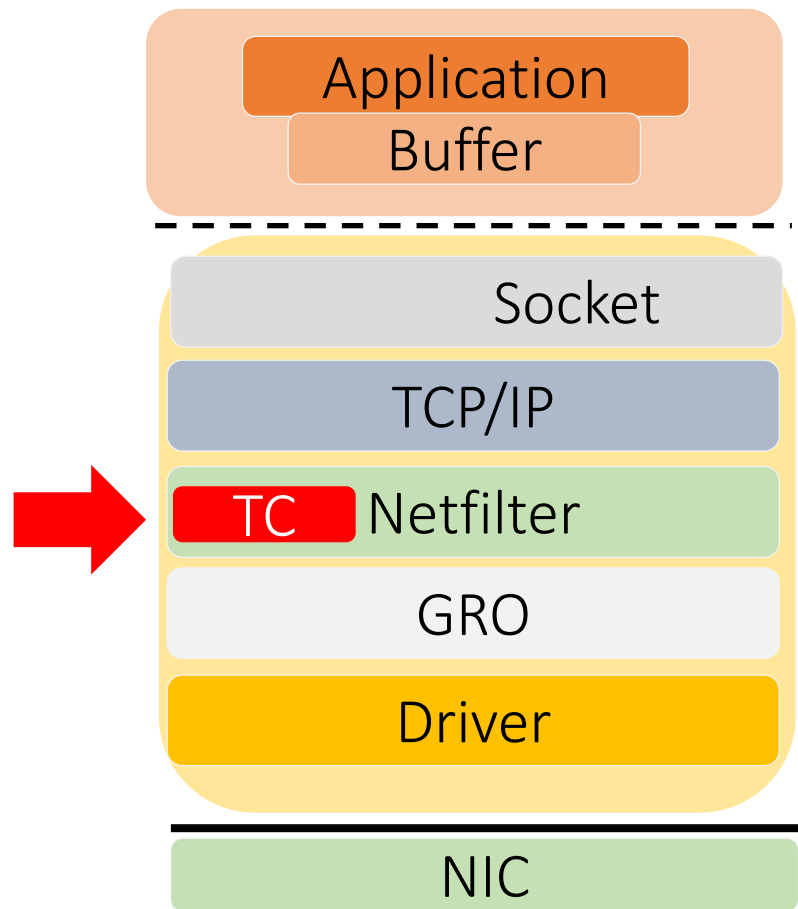 Application
Buffer
Socket
TCP/IP
TC Netfilter
GRO
Driver
NIC